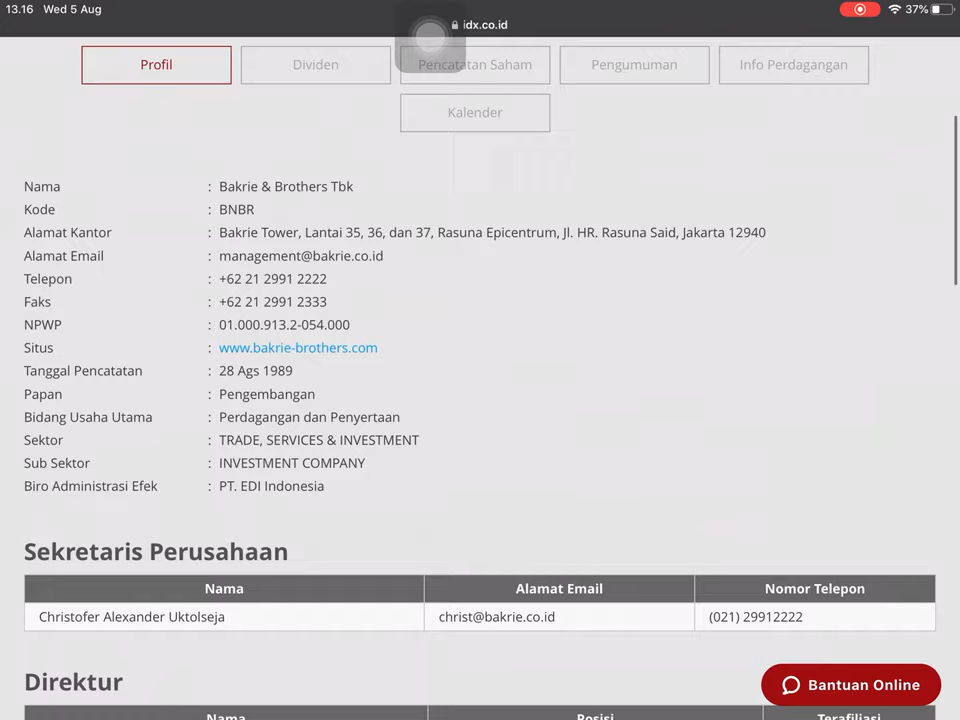 13.16 Wed 5 Aug
idx.co.id
37%
Profil
Dividen
Pencatatan Saham
Pengumuman
Info Perdagangan
Kalender
Nama : Bakrie & Brothers Tbk
Kode : BNBR
Alamat Kantor : Bakrie Tower, Lantai 35, 36, dan 37, Rasuna Epicentrum, Jl. HR. Rasuna Said, Jakarta 12940
Alamat Email : management@bakrie.co.id
Telepon : +62 21 2991 2222
Faks : +62 21 2991 2333
NPWP : 01.000.913.2-054.000
Situs : www.bakrie-brothers.com
Tanggal Pencatatan : 28 Ags 1989
Papan : Pengembangan
Bidang Usaha Utama : Perdagangan dan Penyertaan
Sektor : TRADE, SERVICES & INVESTMENT
Sub Sektor : INVESTMENT COMPANY
Biro Administrasi Efek : PT. EDI Indonesia
Sekretaris Perusahaan
Nama Alamat Email Nomor Telepon
Christofer Alexander Uktolseja christ@bakrie.co.id (021) 29912222
Direktur
Bantuan Online
Nama Posisi Terafiliasi